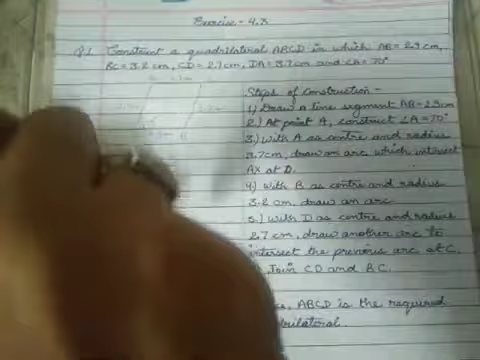 Exercise - 4.3
Q.1. Construct a quadrilateral ABCD in which AB = 2.9 cm,
BC = 3.2 cm, CD = 2.7 cm, DA = 3.7 cm and ∠A = 70°
Steps of construction -
1) Draw a line segment AB = 2.9 cm
2.) At point A, construct ∠A = 70°
3.) With A as centre and radius
3.7 cm, draw an arc which intersect
AX at D.
4) With B as centre and radius
3.2 cm, draw an arc
5.) With D as centre and radius
2.7 cm, draw another arc to
intersect the previous arc at C.
Join CD and BC.
ABCD is the required